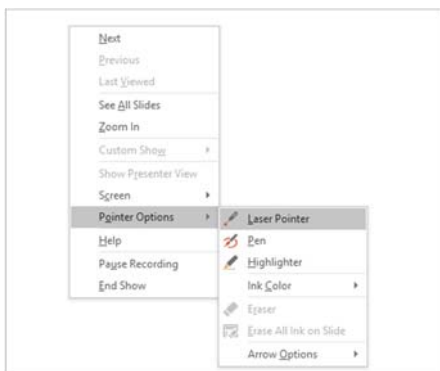 Next
Previous
Last Viewed
See All Slides
Zoom In
Custom Show
Show Presenter View
Screen
Pointer Options
Laser Pointer
Pen
Highlighter
Ink Color
Eraser
Erase All Ink on Slide
Arrow Options
Help
Pause Recording
End Show